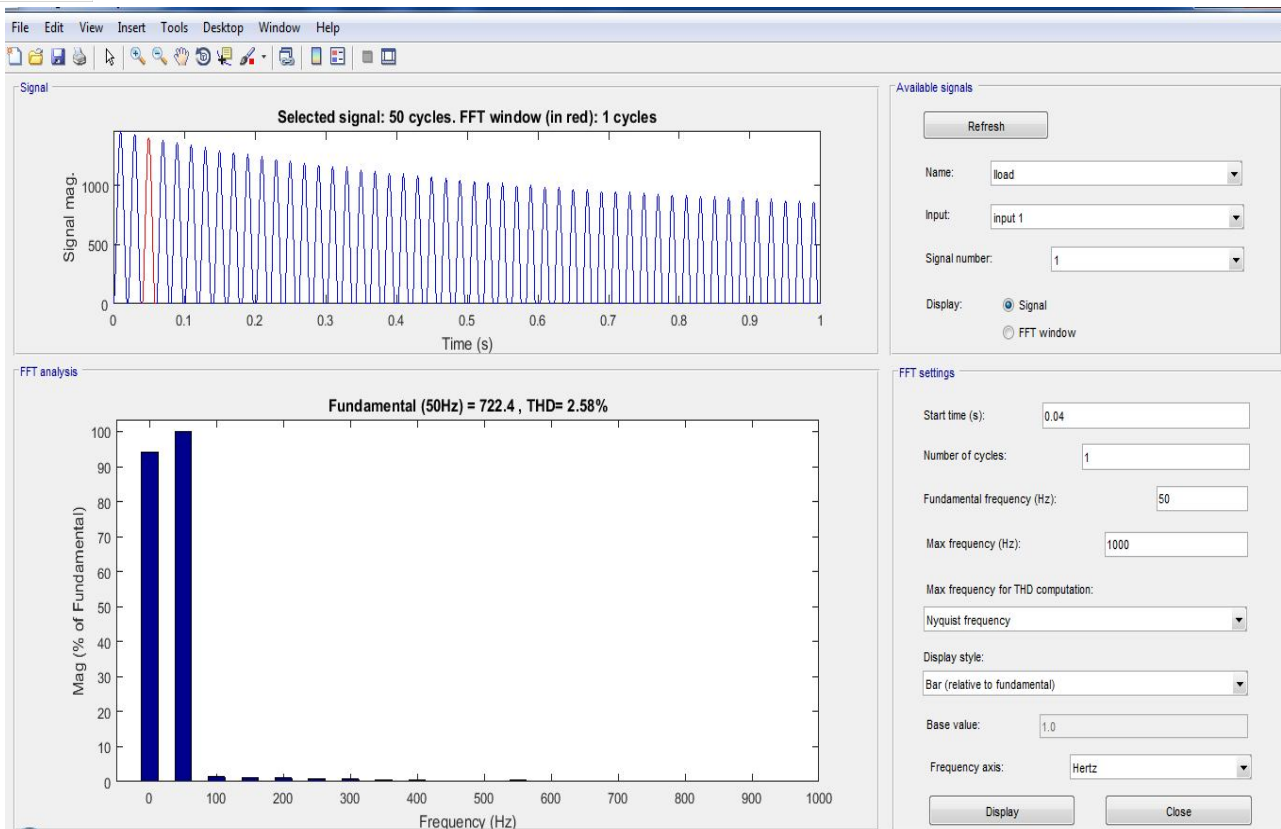 File Edit View Insert Tools Desktop Window Help
Signal
Selected signal: 50 cycles. FFT window (in red): 1 cycles
Signal mag.
1000
500
0
0 0.1 0.2 0.3 0.4 0.5 0.6 0.7 0.8 0.9 1
Time (s)
Available signals
Refresh
Name: Iload
Input: input 1
Signal number: 1
Display: Signal
FFT window
FFT analysis
Fundamental (50Hz) = 722.4 , THD= 2.58%
Mag (% of Fundamental)
100
90
80
70
60
50
40
30
20
10
0
0 100 200 300 400 500 600 700 800 900 1000
Frequency (Hz)
FFT settings
Start time (s): 0.04
Number of cycles: 1
Fundamental frequency (Hz): 50
Max frequency (Hz): 1000
Max frequency for THD computation:
Nyquist frequency
Display style:
Bar (relative to fundamental)
Base value: 1.0
Frequency axis: Hertz
Display Close